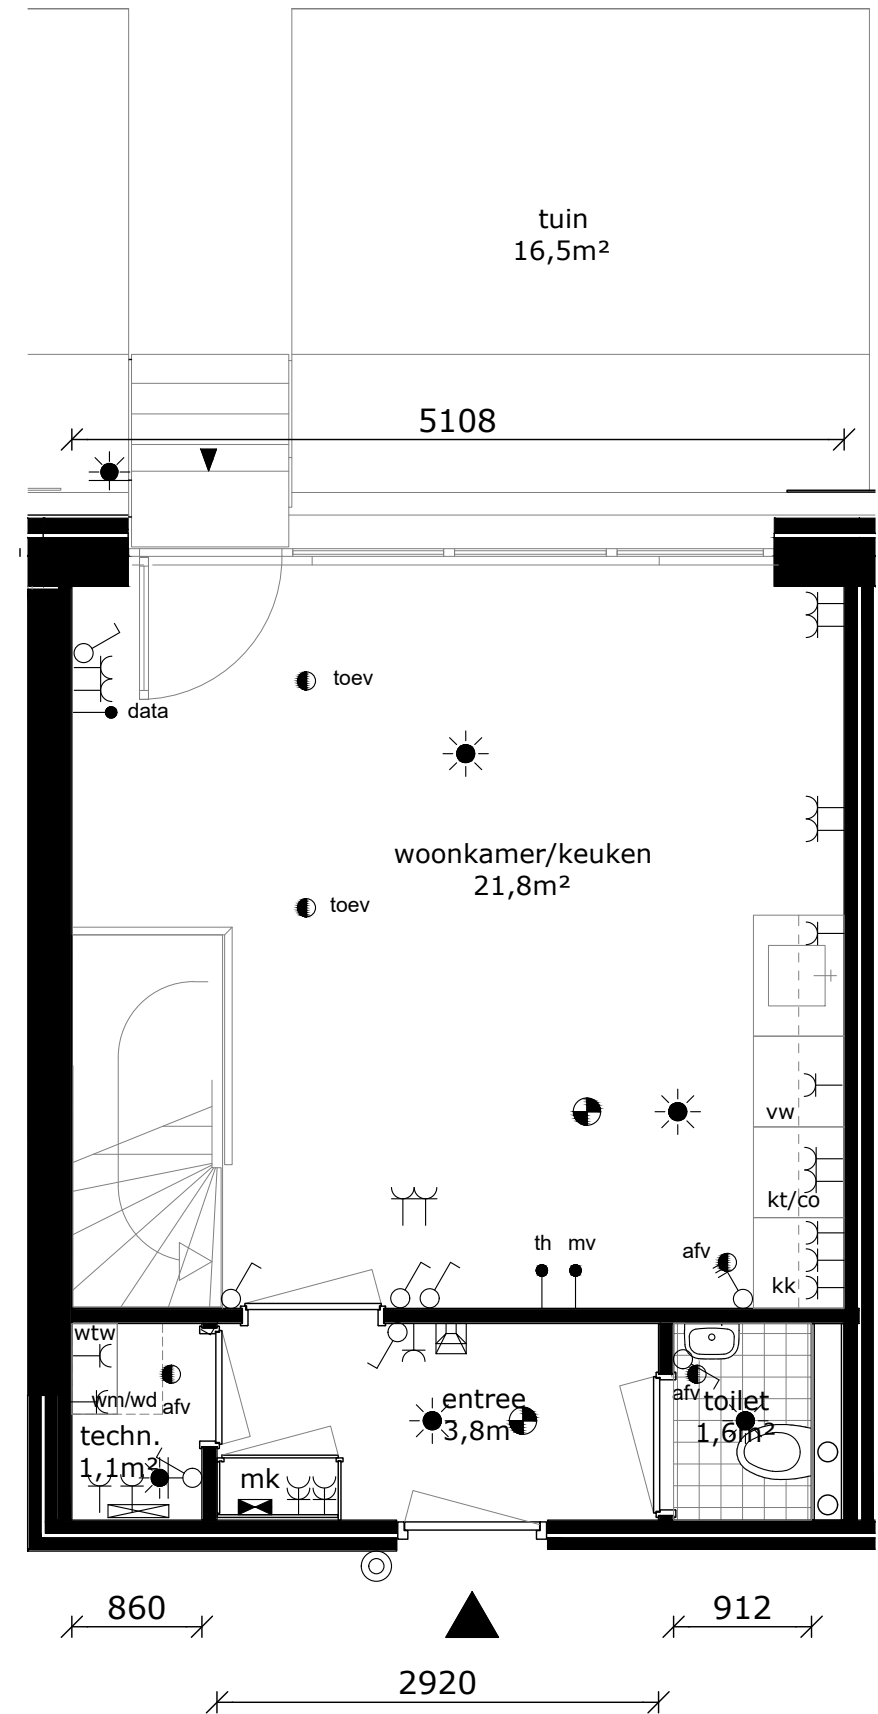 tuin
16,5m²
5108
toev
data
woonkamer/keuken
21,8m²
toev
vw
kt/co
th
mv
afv
kk
wtw
wm/wd
afv
techn.
1,1m²
mk
entree
3,8m²
afv
toilet
1,6m²
860
912
2920